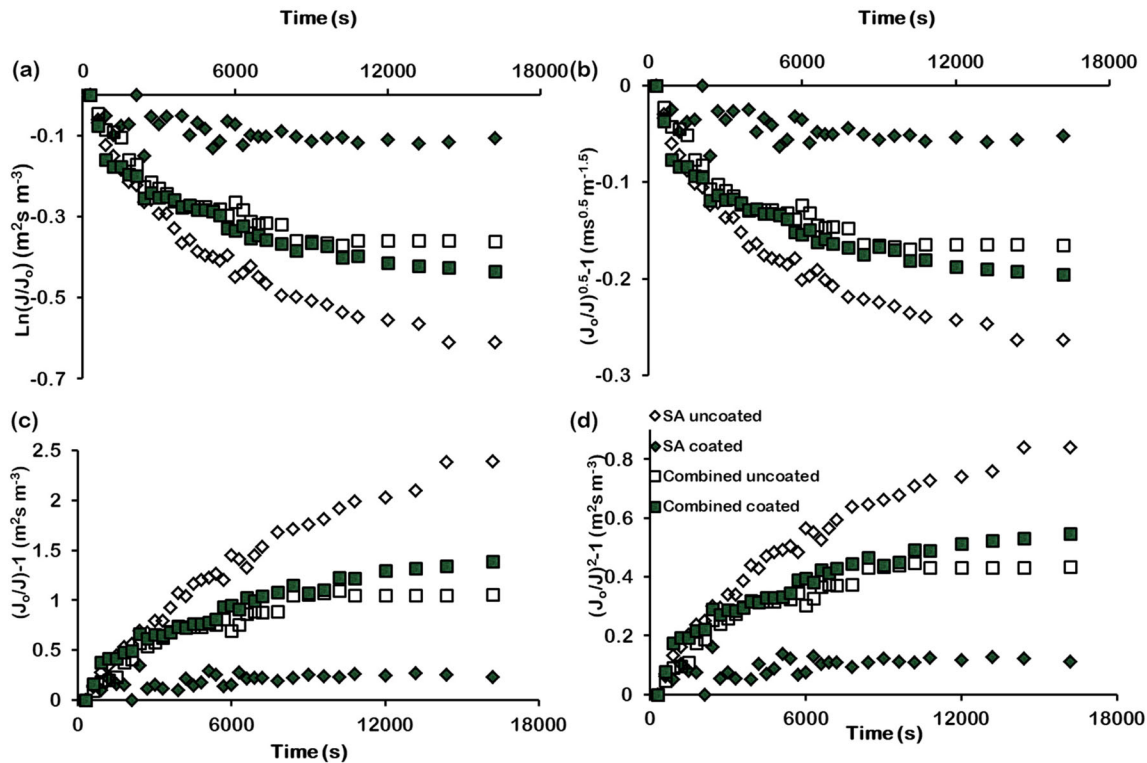 Time (s)
Time (s)
(a)
0
6000
12000
18000
(b)
0
6000
12000
18000
-0.1
-0.3
-0.5
-0.7
Ln(J/Jo) (m²s m-³)
0
-0.1
-0.2
-0.3
(Jo/J)0.5-1 (ms0.5 m-1.5)
(c)
2.5
2
1.5
1
0.5
0
(Jo/J)-1 (m²s m-³)
0
6000
12000
18000
Time (s)
(d)
SA uncoated
SA coated
Combined uncoated
Combined coated
0.8
0.6
0.4
0.2
0
(Jo/J)²-1 (m²s m-³)
0
6000
12000
18000
Time (s)